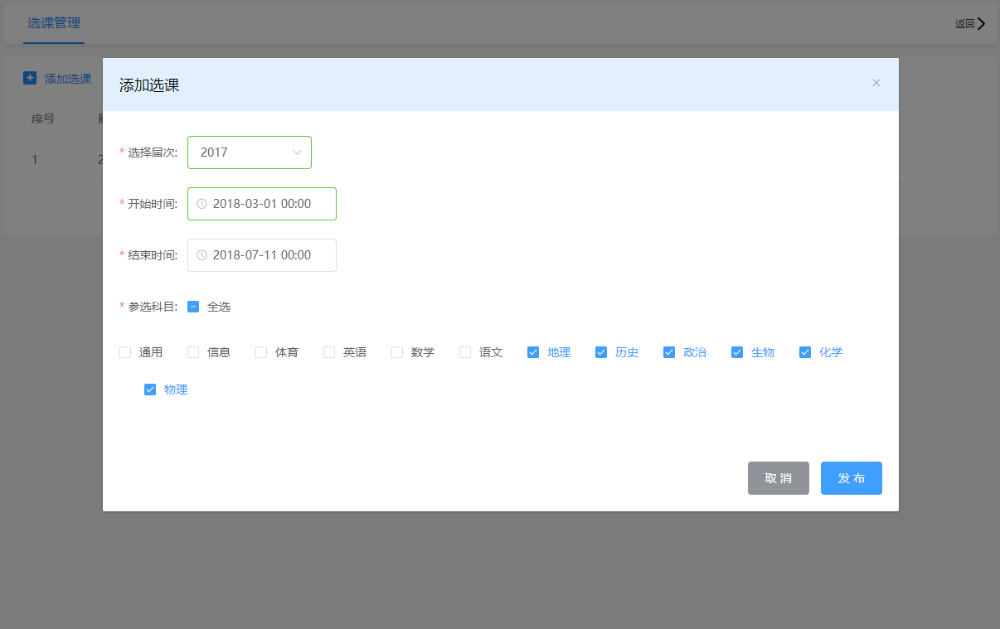 选课管理
返回
添加选课
序号
1
添加选课
* 选择届次: 2017
* 开始时间: 2018-03-01 00:00
* 结束时间: 2018-07-11 00:00
* 参选科目: 全选
通用 信息 体育 英语 数学 语文 地理 历史 政治 生物 化学
物理
取 消 发 布